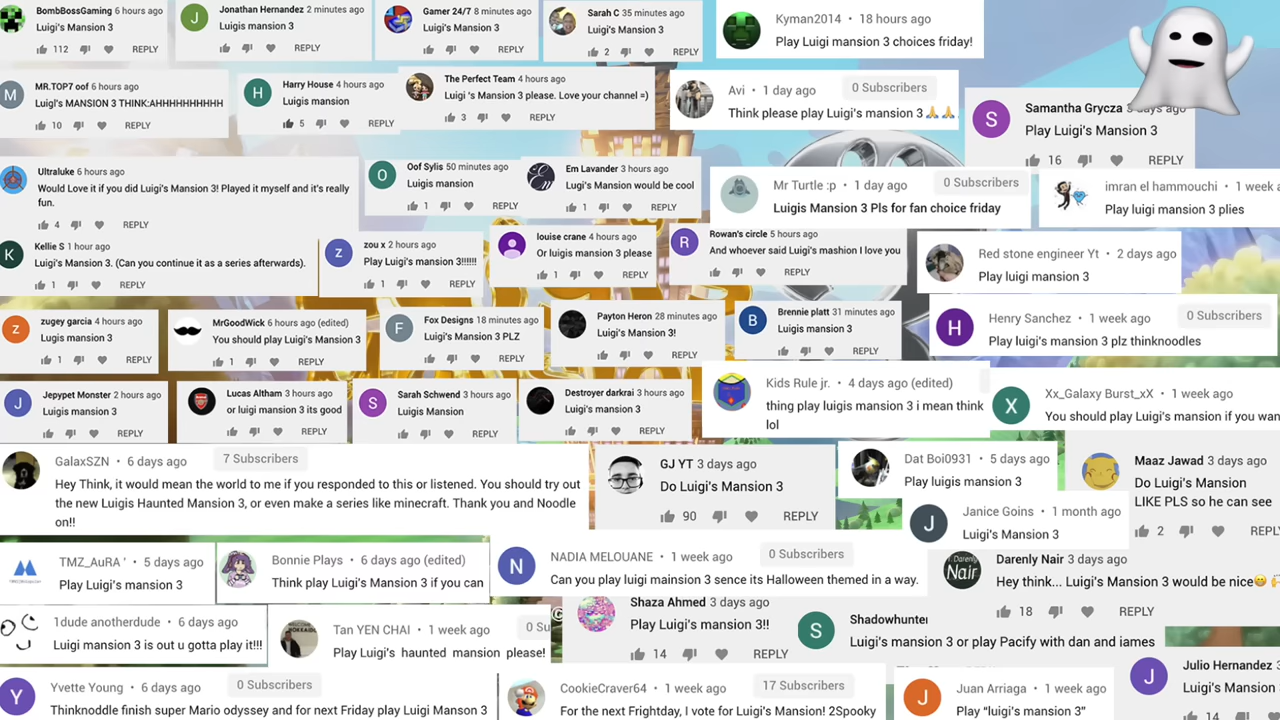 BombBossGaming 6 hours ago
Luigi's Mansion 3
112 REPLY
J
Jonathan Hernandez 2 minutes ago
Luigis mansion 3
REPLY
Gamer 24/7 8 minutes ago
Luigi's Mansion 3
REPLY
Sarah C 35 minutes ago
Luigi's Mansion 3
2 REPLY
Kyman2014 • 18 hours ago
Play Luigi mansion 3 choices friday!
M
MR.TOP7 oof 6 hours ago
Luigi's MANSION 3 THINK:AHHHHHHHHHH
10 REPLY
H
Harry House 4 hours ago
Luigis mansion
5 REPLY
The Perfect Team 4 hours ago
Luigi 's Mansion 3 please. Love your channel =)
3 REPLY
Avi • 1 day ago 0 Subscribers
Think please play Luigi's mansion 3 🙏🙏
S
Samantha Grycza 3 days ago
Play Luigi's Mansion 3
16 REPLY
Ultraluke 6 hours ago
Would Love it if you did Luigi's Mansion 3! Played it myself and it's really
fun.
4 REPLY
O
Oof Sylis 50 minutes ago
Luigis mansion
1 REPLY
Em Lavander 3 hours ago
Luigi's Mansion would be cool
1 REPLY
Mr Turtle :p • 1 day ago 0 Subscribers
Luigis Mansion 3 Pls for fan choice friday
imran el hammouchi • 1 week
Play luigi mansion 3 plies
K
Kellie S 1 hour ago
Luigi's Mansion 3. (Can you continue it as a series afterwards).
1 REPLY
z
zou x 2 hours ago
Play Luigi's mansion 3!!!!!!
1 REPLY
louise crane 4 hours ago
Or luigis mansion 3 please
1 REPLY
R
Rowan's circle 5 hours ago
And whoever said Luigi's mashion I love you
REPLY
Red stone engineer Yt • 2 days ago
Play luigi mansion 3
z
zugey garcia 4 hours ago
Lugis mansion 3
1 REPLY
MrGoodWick 6 hours ago (edited)
You should play Luigi's Mansion 3
1 REPLY
F
Fox Designs 18 minutes ago
Luigi's Mansion 3 PLZ
REPLY
Payton Heron 28 minutes ago
Luigi's Mansion 3!
REPLY
B
Brennie platt 31 minutes ago
Luigis mansion 3
REPLY
H
Henry Sanchez • 1 week ago 0 Subscribers
Play luigi's mansion 3 plz thinknoodles
J
Jepypet Monster 2 hours ago
Luigis mansion 3
REPLY
Lucas Altham 3 hours ago
or luigi mansion 3 its good
REPLY
S
Sarah Schwend 3 hours ago
Luigis Mansion
REPLY
Destroyer darkrai 3 hours ago
Luigi's mansion 3
REPLY
Kids Rule jr. • 4 days ago (edited)
thing play luigis mansion 3 i mean think
lol
X
Xx_Galaxy Burst_xX • 1 week ago
You should play Luigi's mansion if you wan
GalaxSZN • 6 days ago 7 Subscribers
Hey Think, it would mean the world to me if you responded to this or listened. You should try out
the new Luigis Haunted Mansion 3, or even make a series like minecraft. Thank you and Noodle
on!!
GJ YT 3 days ago
Do Luigi's Mansion 3
90 REPLY
Dat Boi0931 • 5 days ago
Play luigis mansion 3
Maaz Jawad 3 days ago
Do Luigi's Mansion
LIKE PLS so he can see
2 REPLY
J
Janice Goins • 1 month ago
Luigi's Mansion 3
TMZ_AuRA ' • 5 days ago
Play Luigi's mansion 3
Bonnie Plays • 6 days ago (edited)
Think play Luigi's Mansion 3 if you can
N
NADIA MELOUANE • 1 week ago 0 Subscribers
Can you play luigi mainsion 3 sence its Halloween themed in a way.
Darenly
Nair
Darenly Nair 3 days ago
Hey think... Luigi's Mansion 3 would be nice😋
18 REPLY
1dude anotherdude • 6 days ago
Luigi mansion 3 is out u gotta play it!!!
Tan YEN CHAI • 1 week ago 0 Su
Play Luigi's haunted mansion please!
Shaza Ahmed 3 days ago
Play Luigi's mansion 3!!
14 REPLY
S
Shadowhunter
Luigi's mansion 3 or play Pacify with dan and james
Y
Yvette Young • 6 days ago 0 Subscribers
Thinknoddle finish super Mario odyssey and for next Friday play Luigi Manson 3
CookieCraver64 • 1 week ago 17 Subscribers
For the next Frightday, I vote for Luigi's Mansion! 2Spooky
J
Juan Arriaga • 1 week ago
Play “luigi's mansion 3”
J
Julio Hernandez 3
Luigi's Mansion
14 REPLY